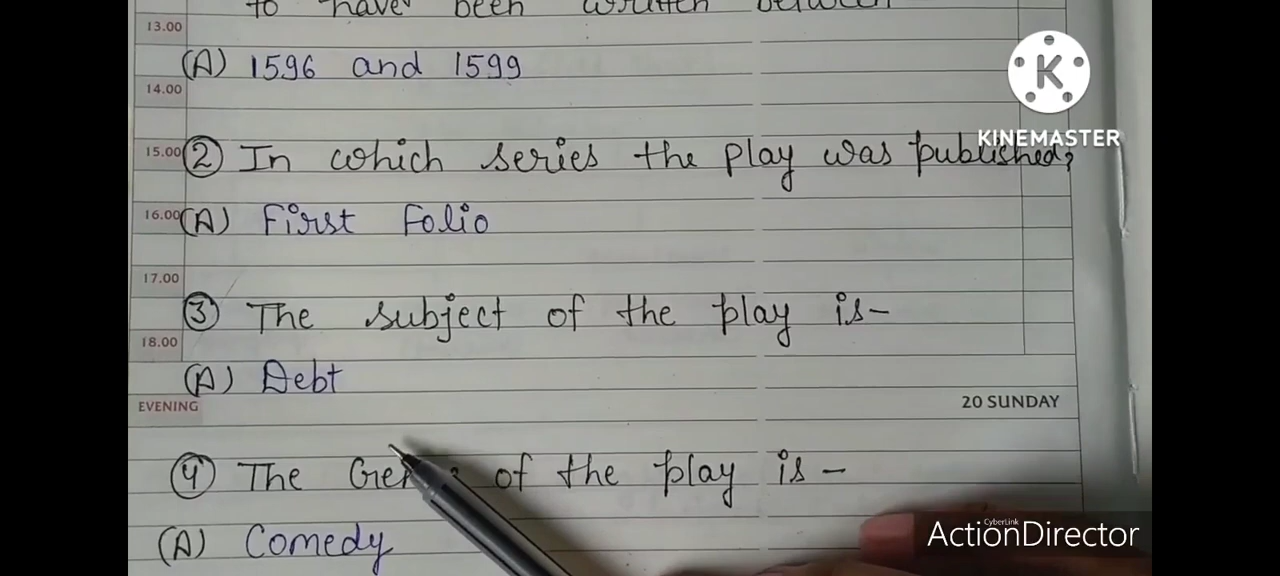 to have been written between
13.00
(A) 1596 and 1599
14.00
KINEMASTER
15.00 ② In which series the play was published?
16.00 (A) First Folio
17.00
③ The subject of the play is-
18.00
(A) Debt
EVENING 20 SUNDAY
④ The of the play is-
(A) Comedy
CyberLink
ActionDirector